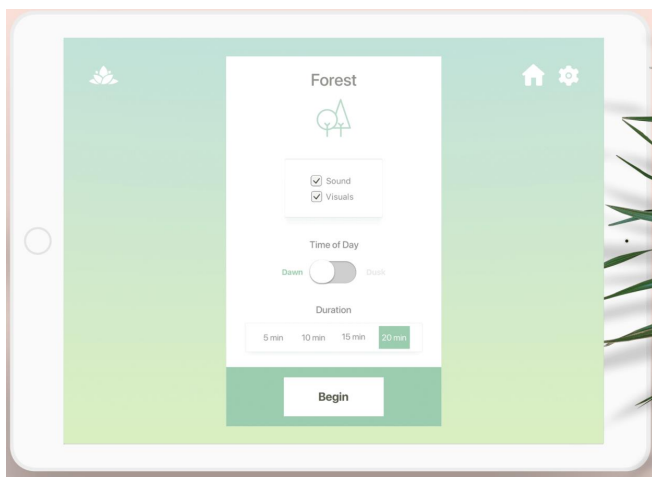 Forest
Sound
Visuals
Time of Day
Dawn Dusk
Duration
5 min 10 min 15 min 20 min
Begin